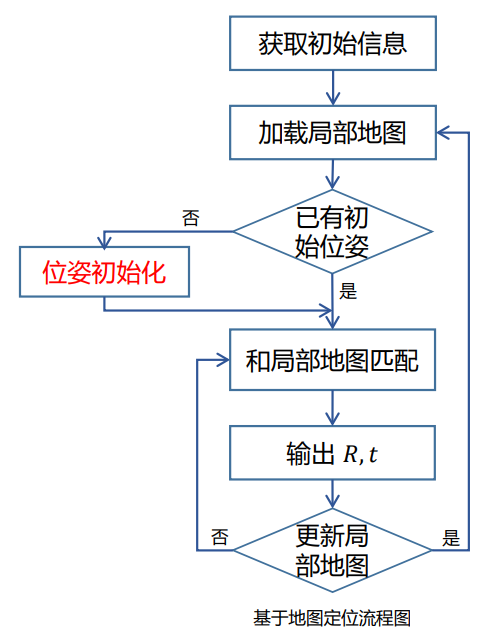 获取初始信息
加载局部地图
已有初
始位姿
否
是
位姿初始化
和局部地图匹配
输出 R, t
更新局
部地图
否
是
基于地图定位流程图